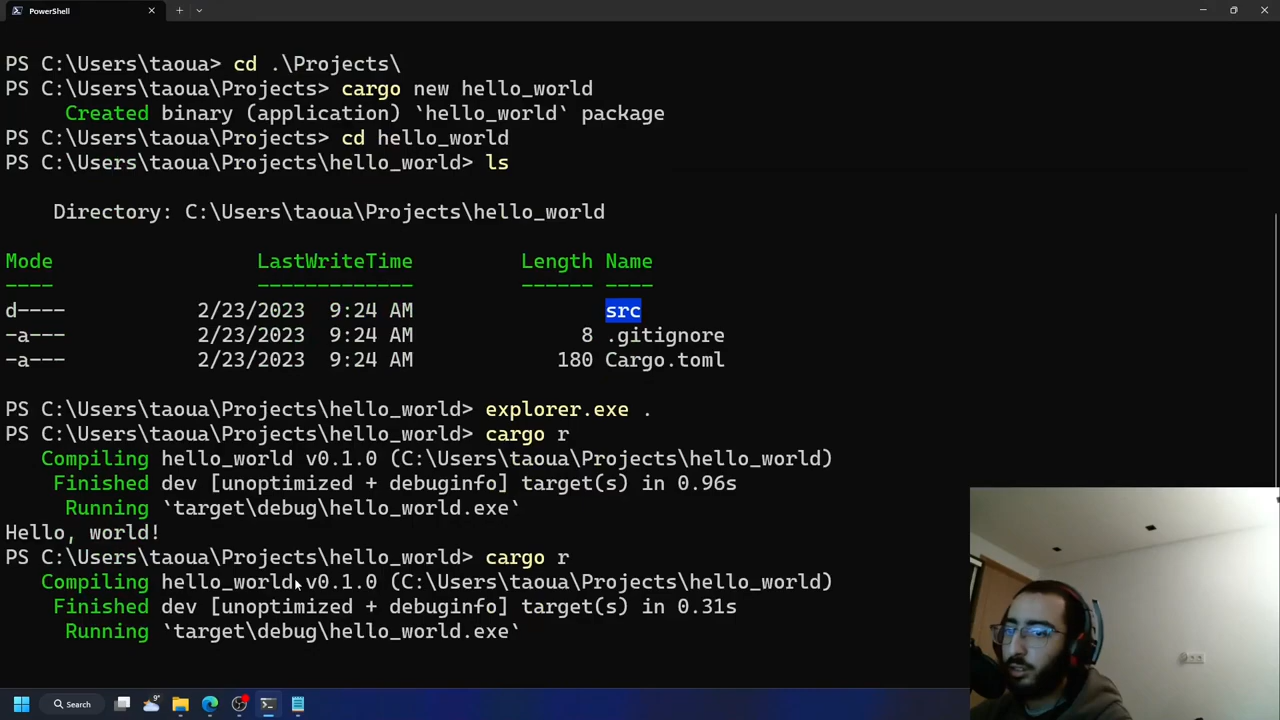 PowerShell
PS C:\Users\taoua> cd .\Projects\
PS C:\Users\taoua\Projects> cargo new hello_world
Created binary (application) `hello_world` package
PS C:\Users\taoua\Projects> cd hello_world
PS C:\Users\taoua\Projects\hello_world> ls
Directory: C:\Users\taoua\Projects\hello_world
Mode LastWriteTime Length Name
---- ------------- ------ ----
d---- 2/23/2023 9:24 AM src
-a--- 2/23/2023 9:24 AM 8 .gitignore
-a--- 2/23/2023 9:24 AM 180 Cargo.toml
PS C:\Users\taoua\Projects\hello_world> explorer.exe .
PS C:\Users\taoua\Projects\hello_world> cargo r
Compiling hello_world v0.1.0 (C:\Users\taoua\Projects\hello_world)
Finished dev [unoptimized + debuginfo] target(s) in 0.96s
Running `target\debug\hello_world.exe`
Hello, world!
PS C:\Users\taoua\Projects\hello_world> cargo r
Compiling hello_world v0.1.0 (C:\Users\taoua\Projects\hello_world)
Finished dev [unoptimized + debuginfo] target(s) in 0.31s
Running `target\debug\hello_world.exe`
Search 9°